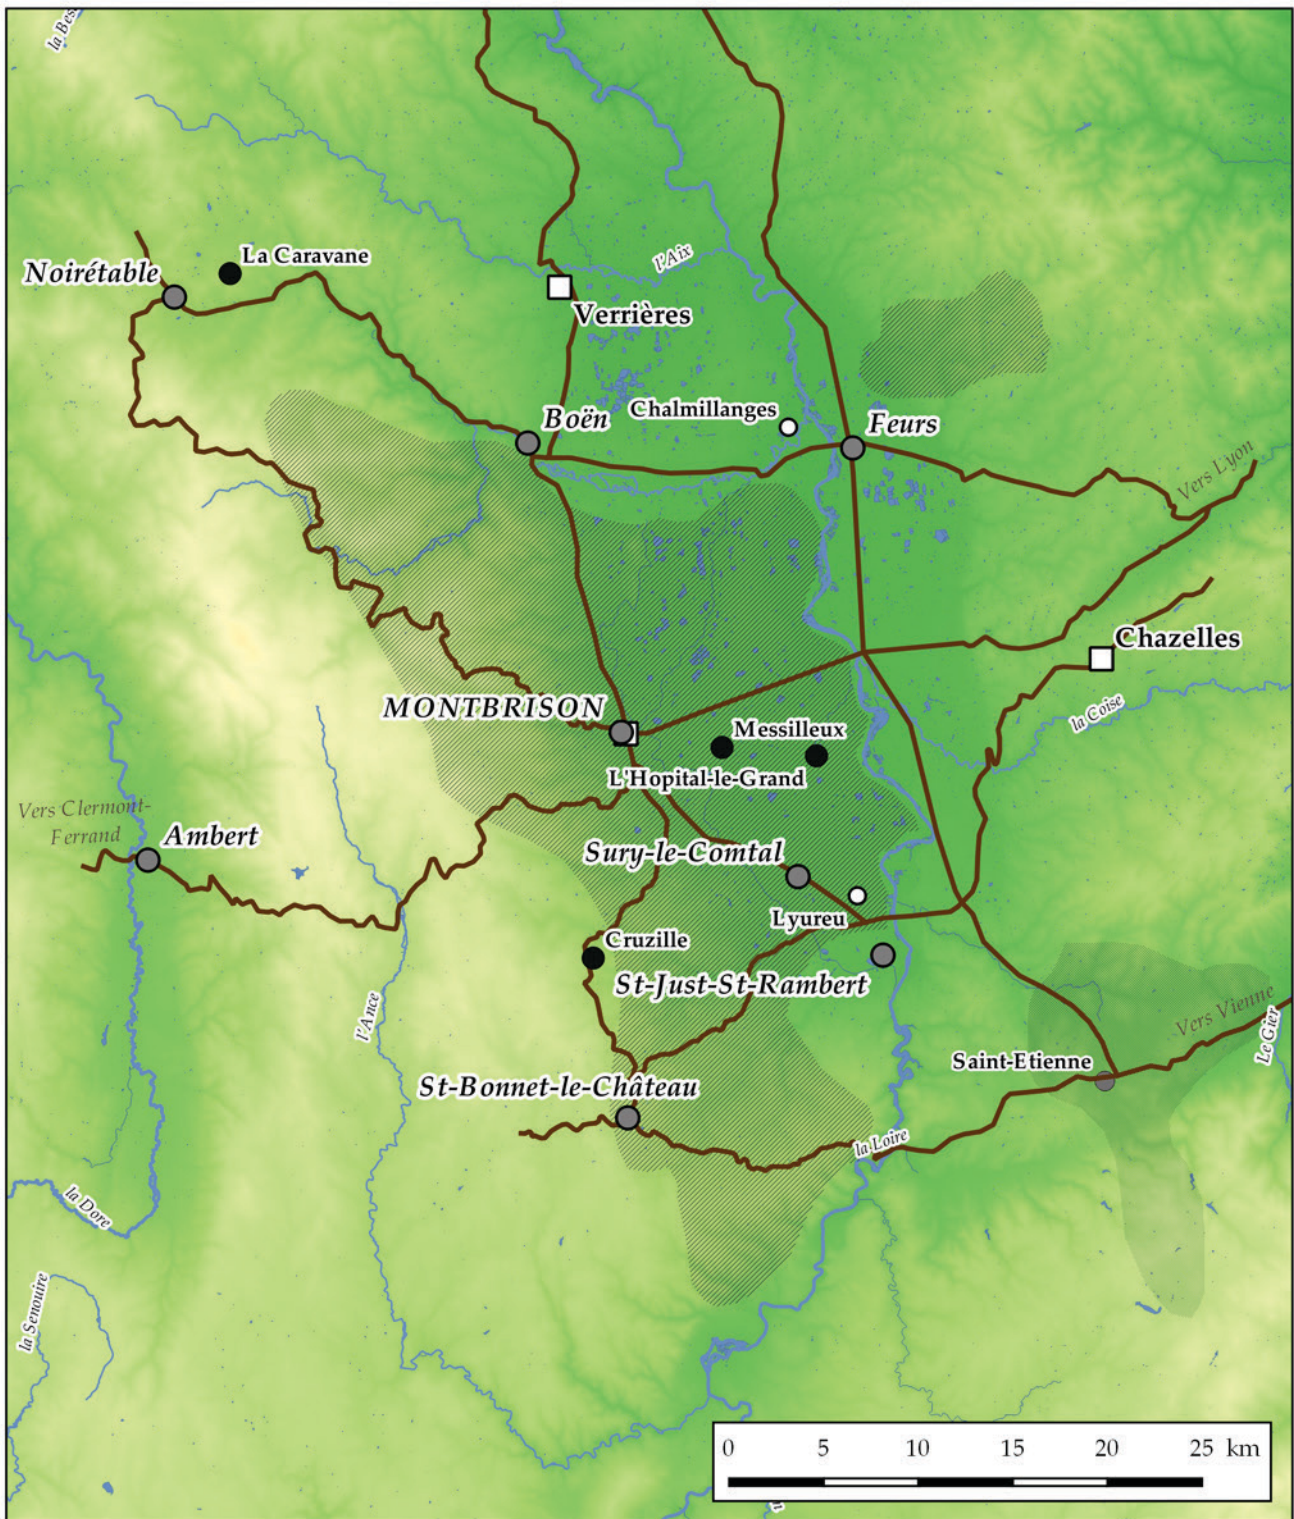 la Bes
La Caravane
Noirétable
l'Aix
Verrières
Chalmillanges
Boën
Feurs
Vers Lyon
Chazelles
MONTBRISON
la Coise
Messilleux
L'Hopital-le-Grand
Vers Clermont-
Ferrand
Ambert
Sury-le-Comtal
Lyureu
Cruzille
St-Just-St-Rambert
l'Ance
Vers Vienne
Le Gier
Saint-Etienne
St-Bonnet-le-Château
la Loire
la Dore
la Senouire
0 5 10 15 20 25 km